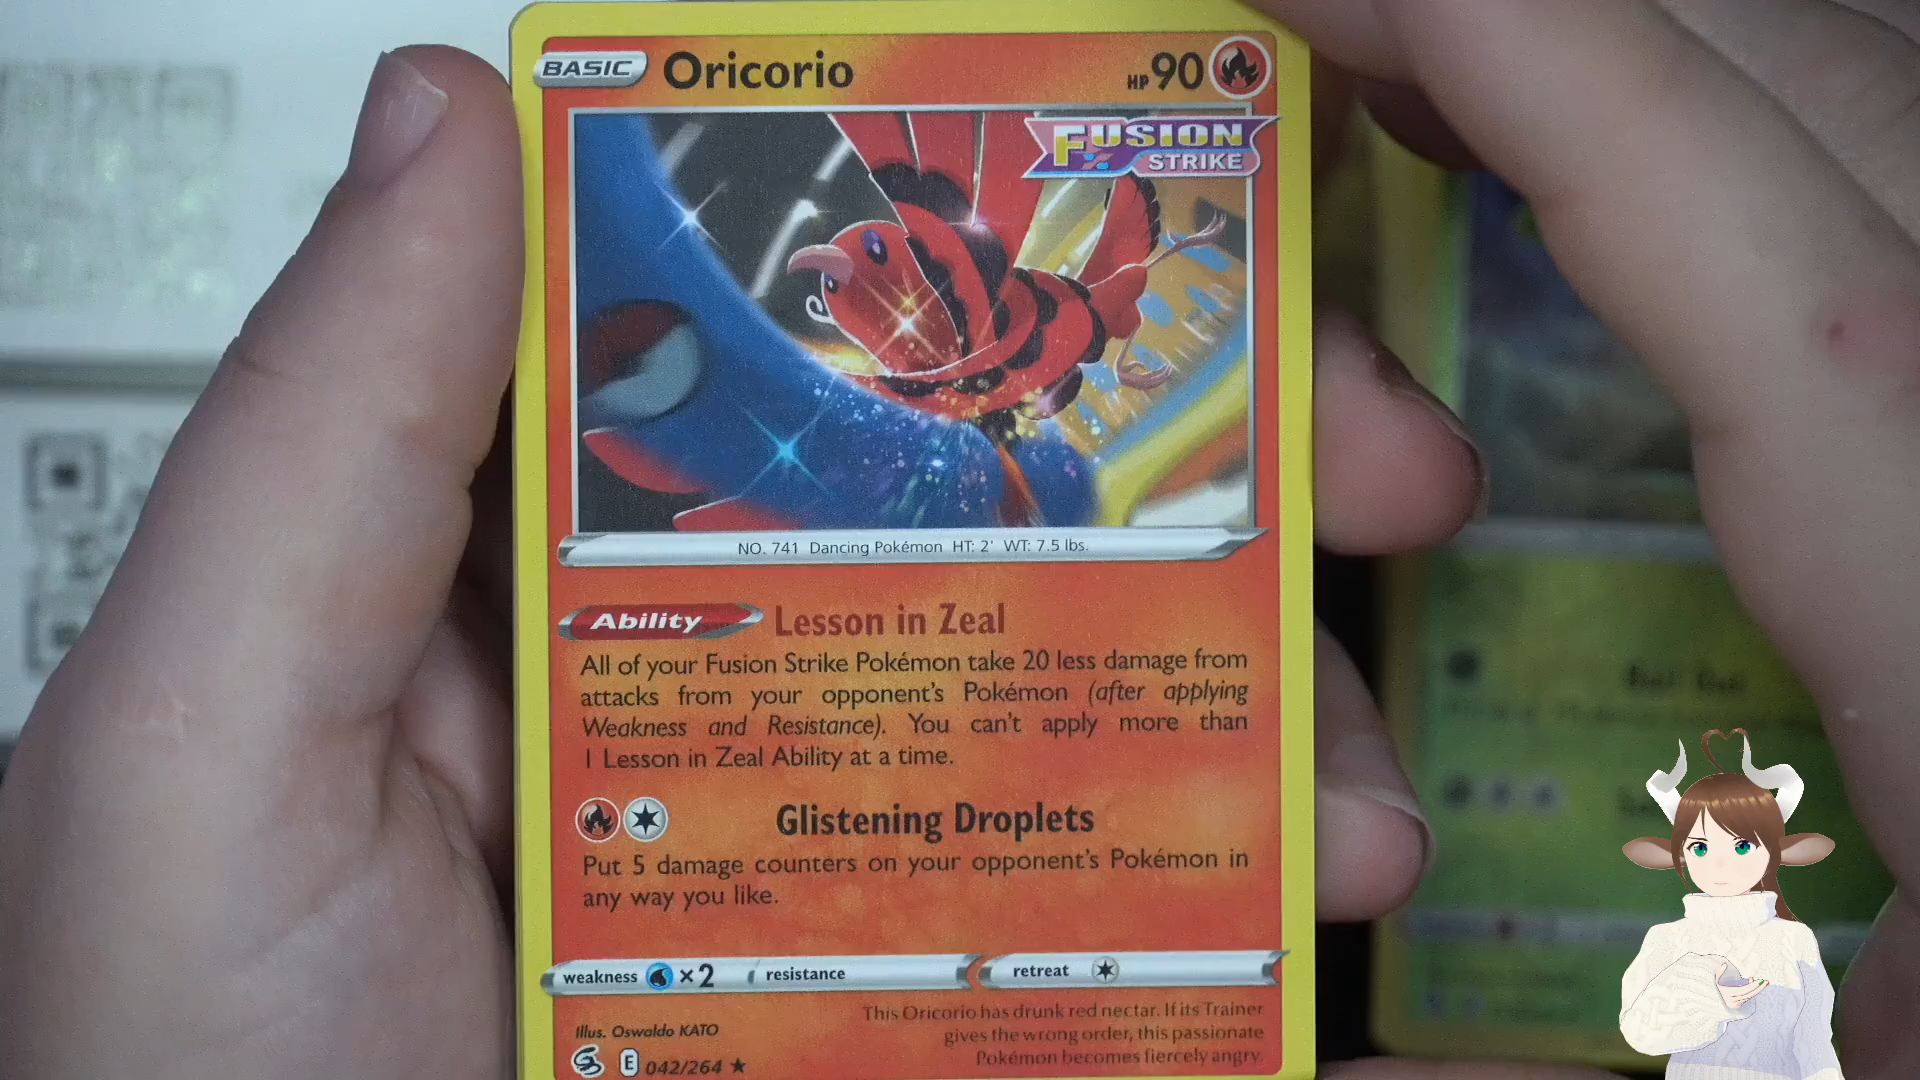 BASIC Oricorio HP 90
FUSION
STRIKE
NO. 741 Dancing Pokémon HT: 2' WT: 7.5 lbs.
Ability Lesson in Zeal
All of your Fusion Strike Pokémon take 20 less damage from
attacks from your opponent's Pokémon (after applying
Weakness and Resistance). You can't apply more than
1 Lesson in Zeal Ability at a time.
Glistening Droplets
Put 5 damage counters on your opponent's Pokémon in
any way you like.
weakness ×2 resistance retreat
Illus. Oswaldo KATO
This Oricorio has drunk red nectar. If its Trainer
gives the wrong order, this passionate
Pokémon becomes fiercely angry.
E 042/264 ★